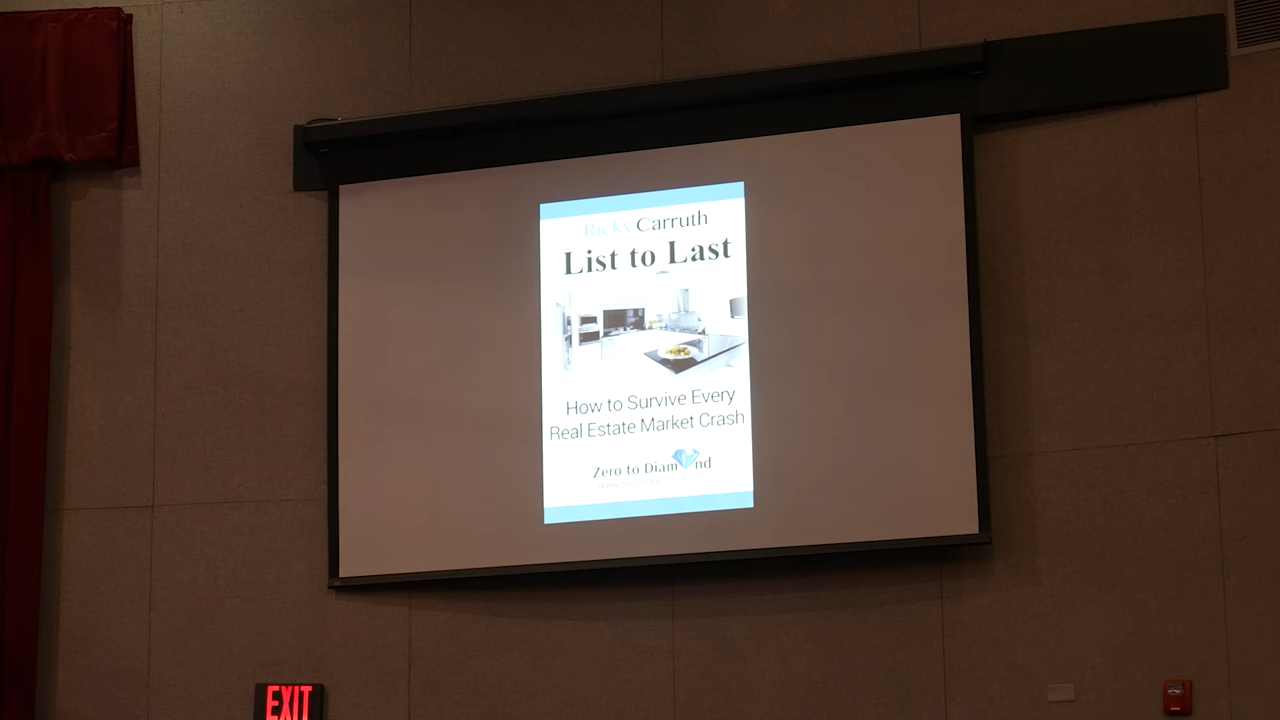 Ricky Carruth
List to Last
How to Survive Every
Real Estate Market Crash
Zero to Diamond
EXIT